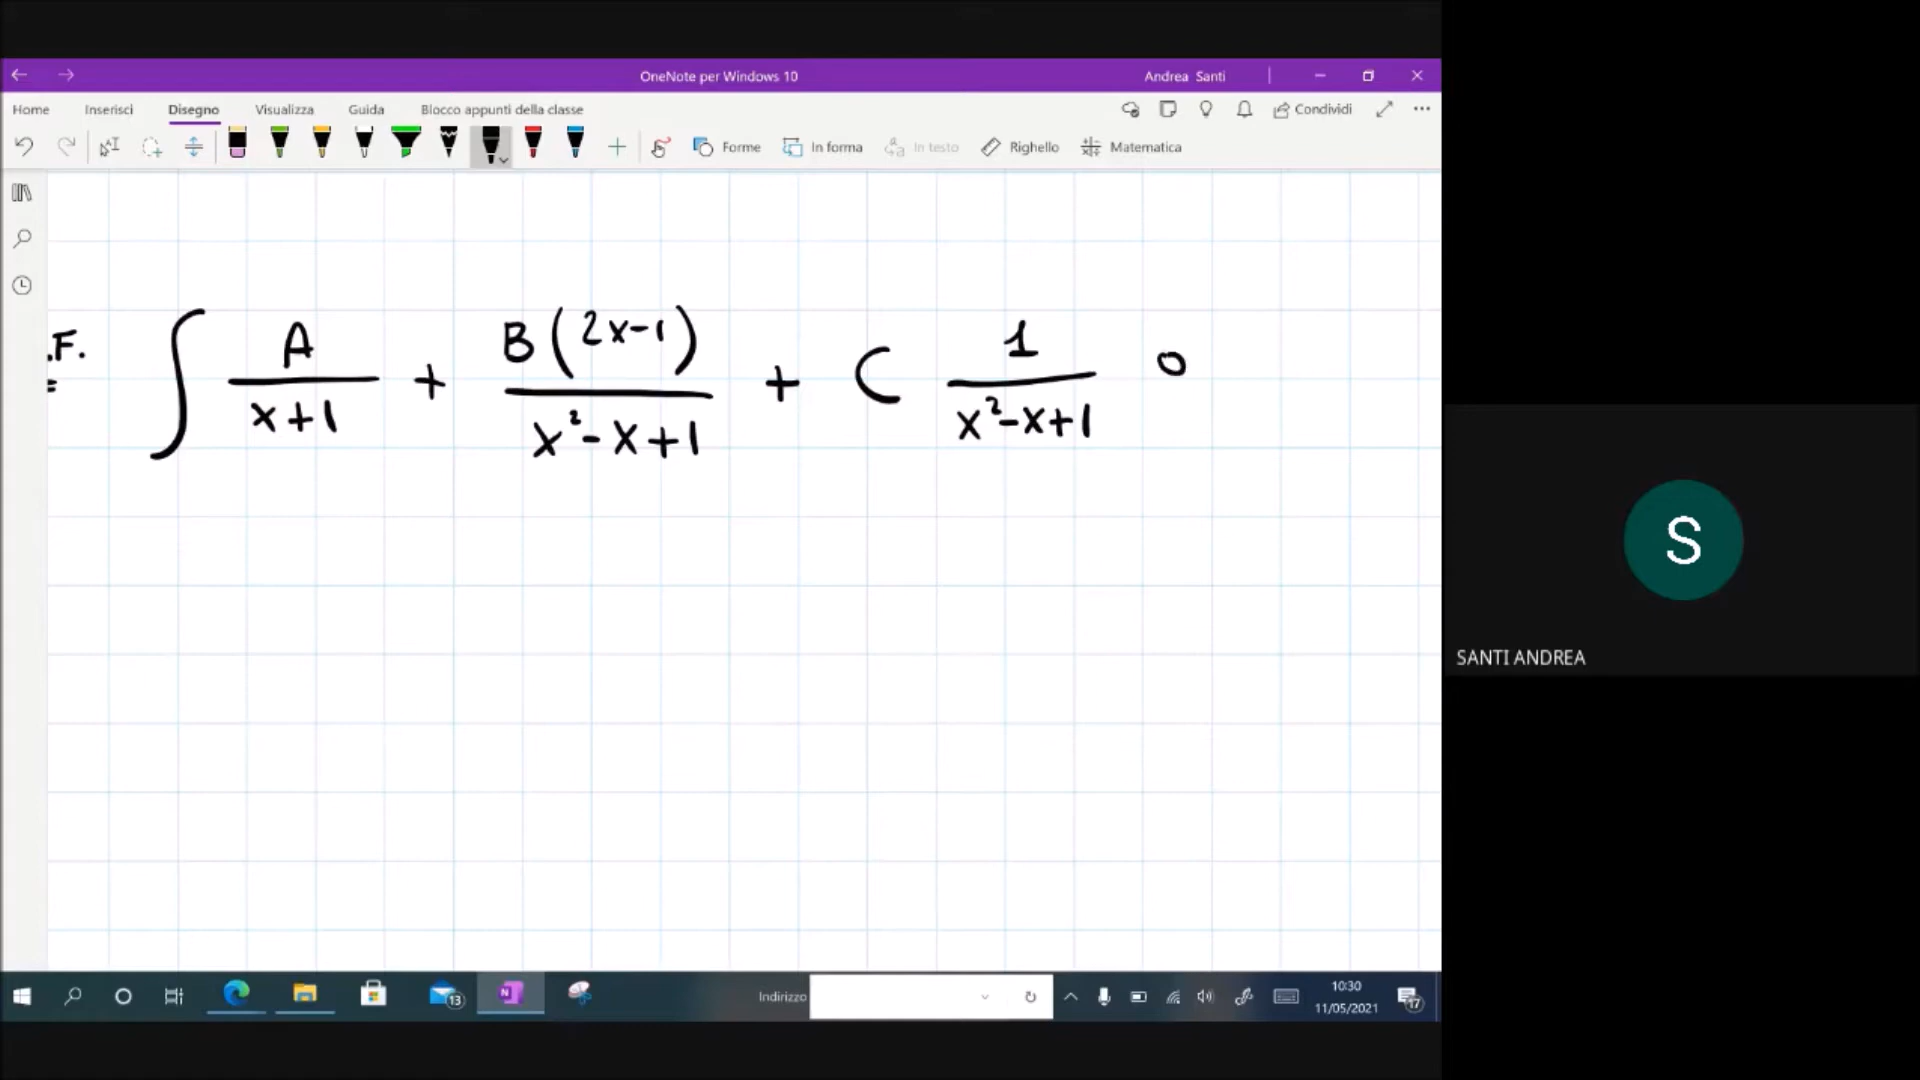 OneNote per Windows 10
Andrea Santi
Home Inserisci Disegno Visualizza Guida Blocco appunti della classe
Condividi
Forme In forma In testo Righello Matematica
.F. = ∫ A/(x+1) + B(2x-1)/(x²-x+1) + C 1/(x²-x+1) o
S
SANTI ANDREA
Indirizzo
13
N
10:30
11/05/2021
17